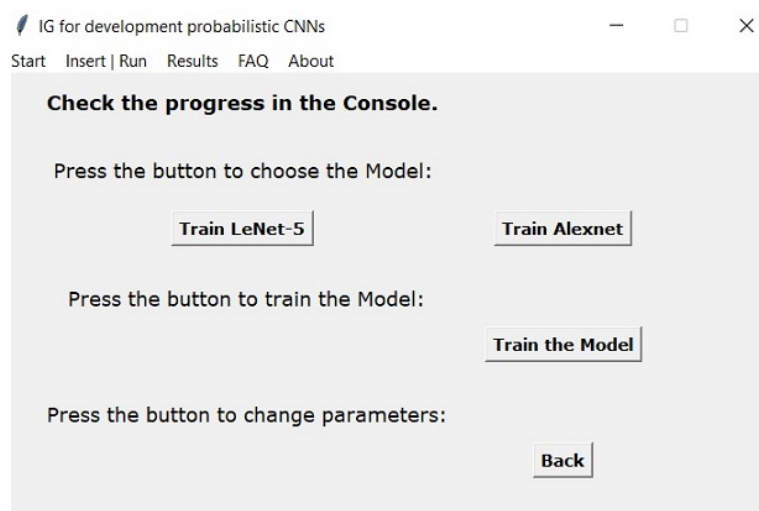 IG for development probabilistic CNNs
Start Insert | Run Results FAQ About
Check the progress in the Console.
Press the button to choose the Model:
Train LeNet-5 Train Alexnet
Press the button to train the Model:
Train the Model
Press the button to change parameters:
Back